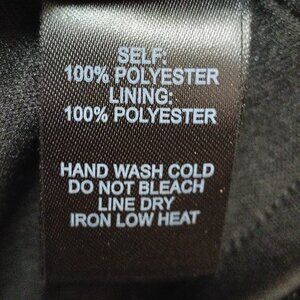 SELF:
100% POLYESTER
LINING:
100% POLYESTER
HAND WASH COLD
DO NOT BLEACH
LINE DRY
IRON LOW HEAT